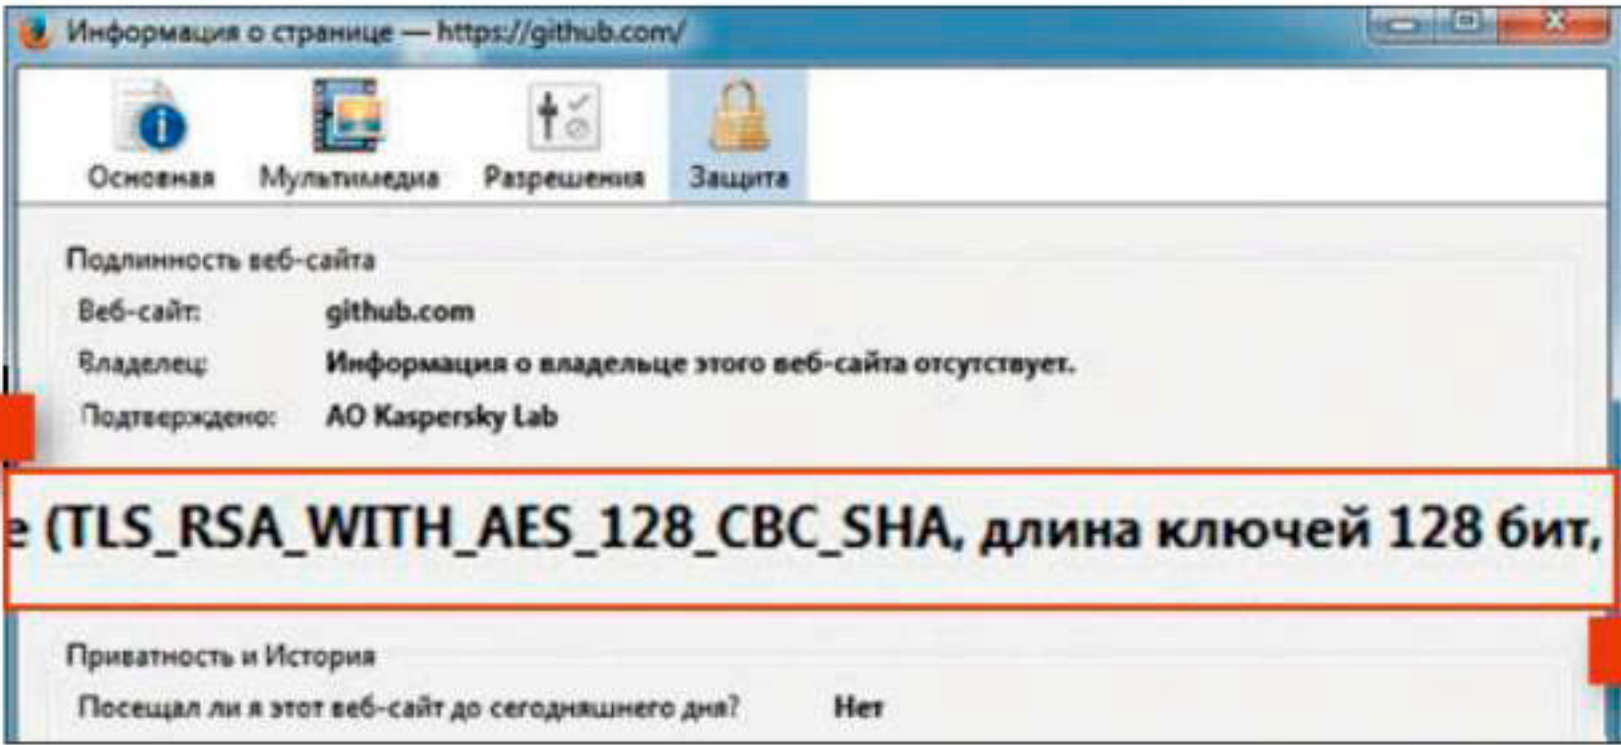 Информация о странице — https://github.com/
Основная Мультимедиа Разрешения Защита
Подлинность веб-сайта
Веб-сайт: github.com
Владелец: Информация о владельце этого веб-сайта отсутствует.
Подтверждено: АО Kaspersky Lab
е (TLS_RSA_WITH_AES_128_CBC_SHA, длина ключей 128 бит,
Приватность и История
Посещал ли я этот веб-сайт до сегодняшнего дня? Нет